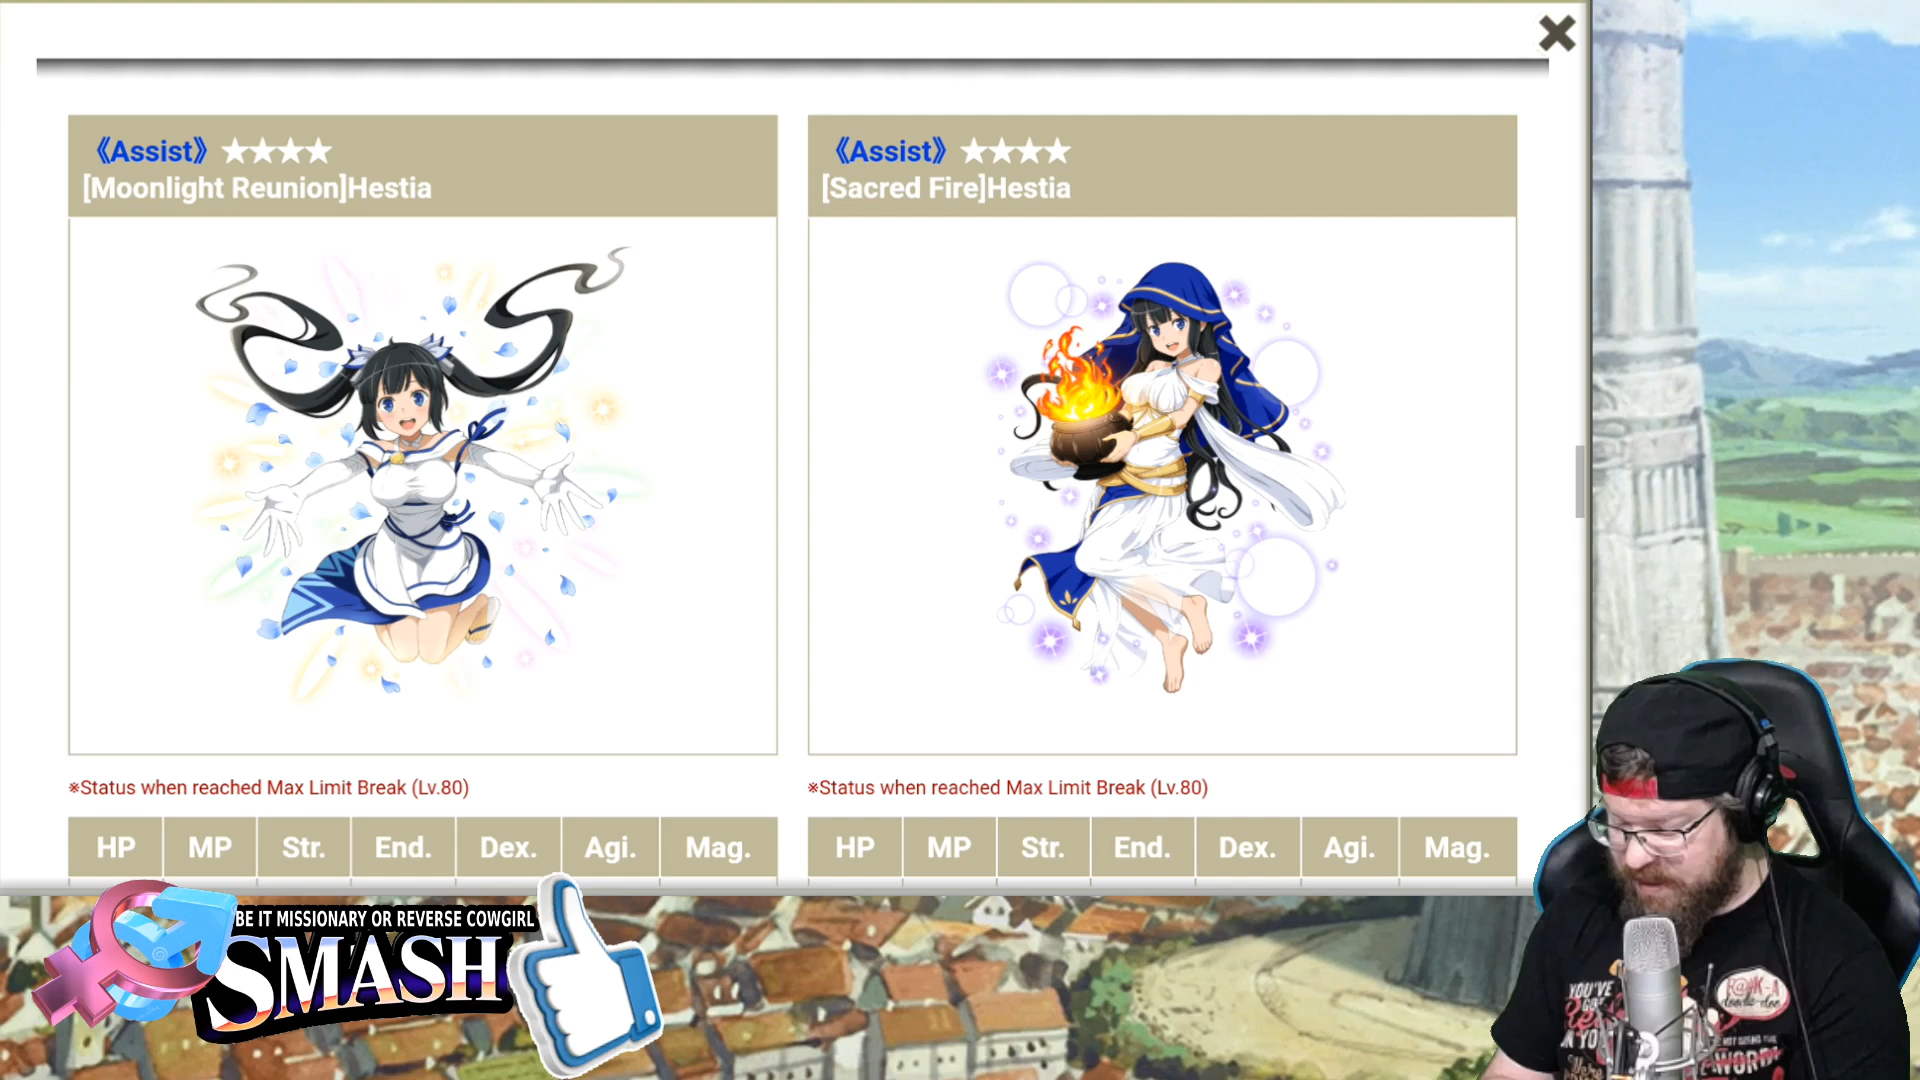 《Assist》 ★★★★
[Moonlight Reunion]Hestia
《Assist》 ★★★★
[Sacred Fire]Hestia
※Status when reached Max Limit Break (Lv.80)
※Status when reached Max Limit Break (Lv.80)
HP MP Str. End. Dex. Agi. Mag.
HP MP Str. End. Dex. Agi. Mag.
BE IT MISSIONARY OR REVERSE COWGIRL
SMASH
YOU'VE